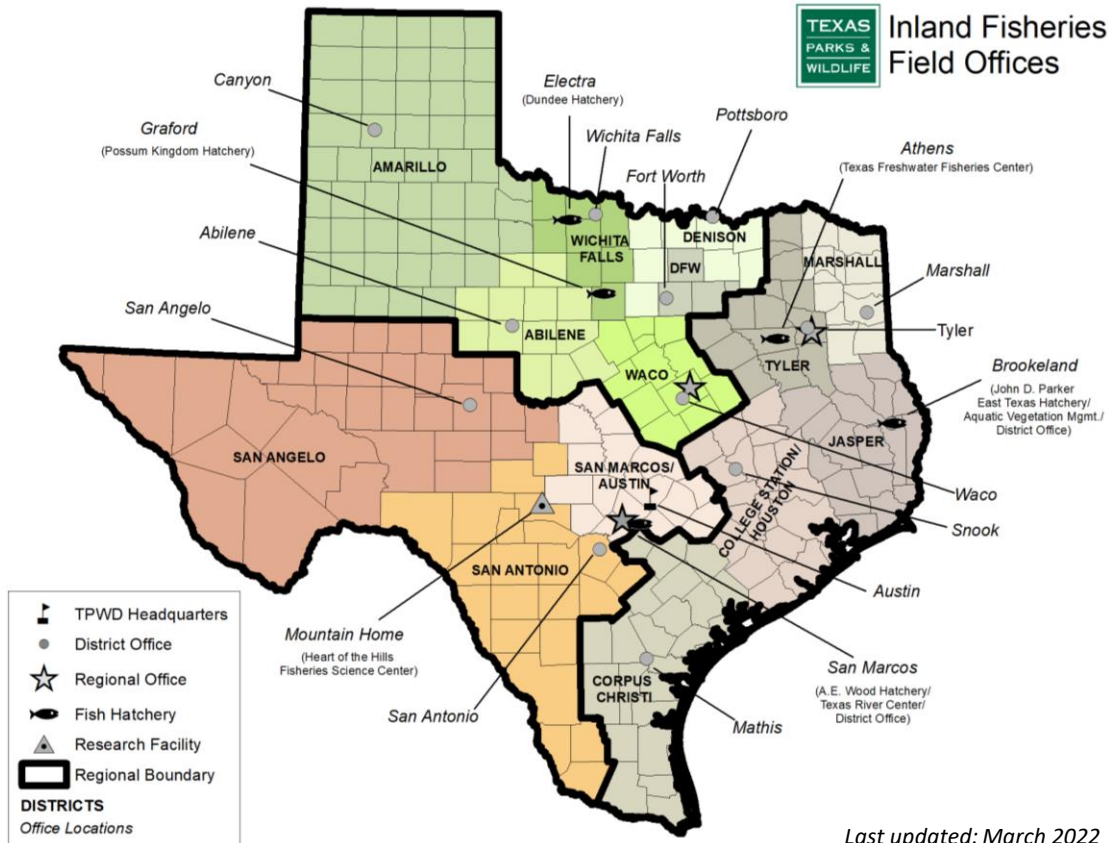 TEXAS
PARKS &
WILDLIFE
Inland Fisheries
Field Offices
Canyon
Electra
(Dundee Hatchery)
Graford
(Possum Kingdom Hatchery)
Wichita Falls
Pottsboro
Fort Worth
Athens
(Texas Freshwater Fisheries Center)
AMARILLO
Abilene
WICHITA
FALLS
DENISON
DFW
MARSHALL
Marshall
San Angelo
ABILENE
Tyler
WACO
TYLER
Brookeland
(John D. Parker
East Texas Hatchery/
Aquatic Vegetation Mgmt./
District Office)
JASPER
SAN ANGELO
SAN MARCOS/
AUSTIN
COLLEGE STATION/
HOUSTON
Waco
Snook
SAN ANTONIO
Austin
Mountain Home
(Heart of the Hills
Fisheries Science Center)
San Marcos
(A.E. Wood Hatchery/
Texas River Center/
District Office)
CORPUS
CHRISTI
San Antonio
Mathis
TPWD Headquarters
District Office
Regional Office
Fish Hatchery
Research Facility
Regional Boundary
DISTRICTS
Office Locations
Last updated: March 2022